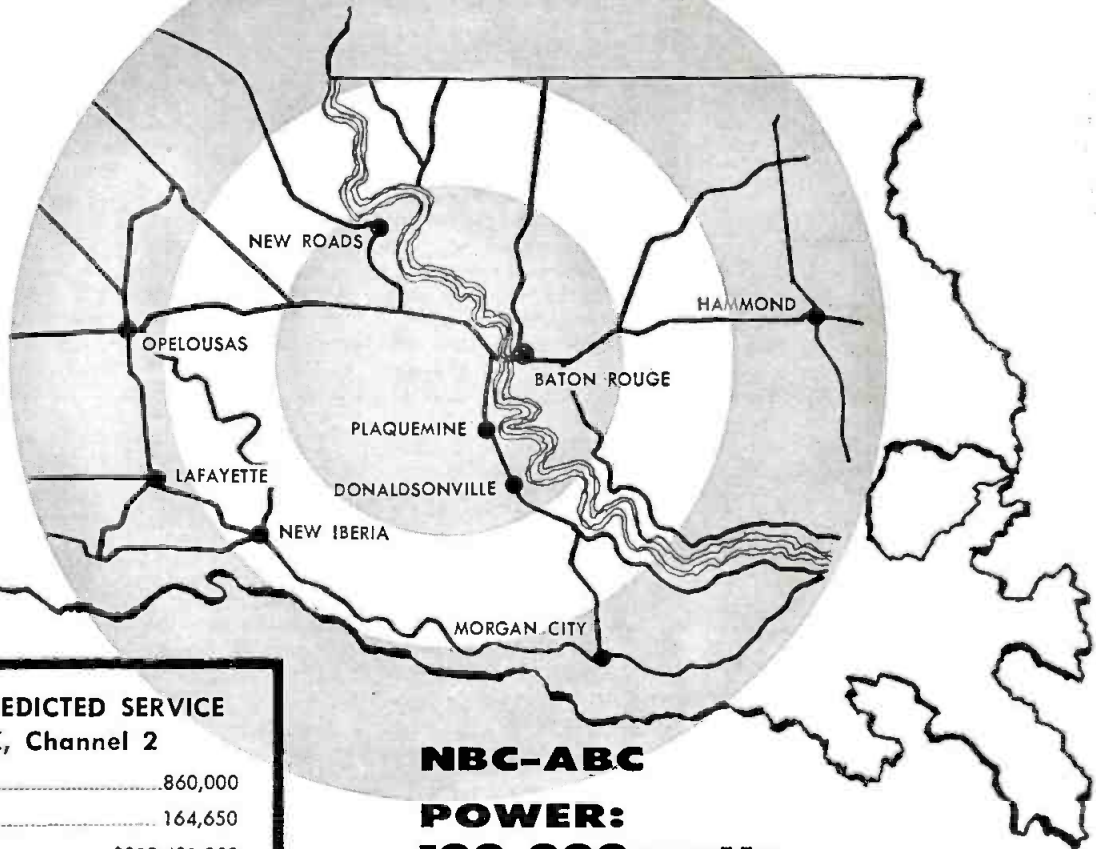 NEW ROADS
HAMMOND
OPELOUSAS
BATON ROUGE
PLAQUEMINE
LAFAYETTE
DONALDSONVILLE
NEW IBERIA
MORGAN CITY
SERVICE
Channel 2
860,000
164,650
NBC-ABC
POWER: